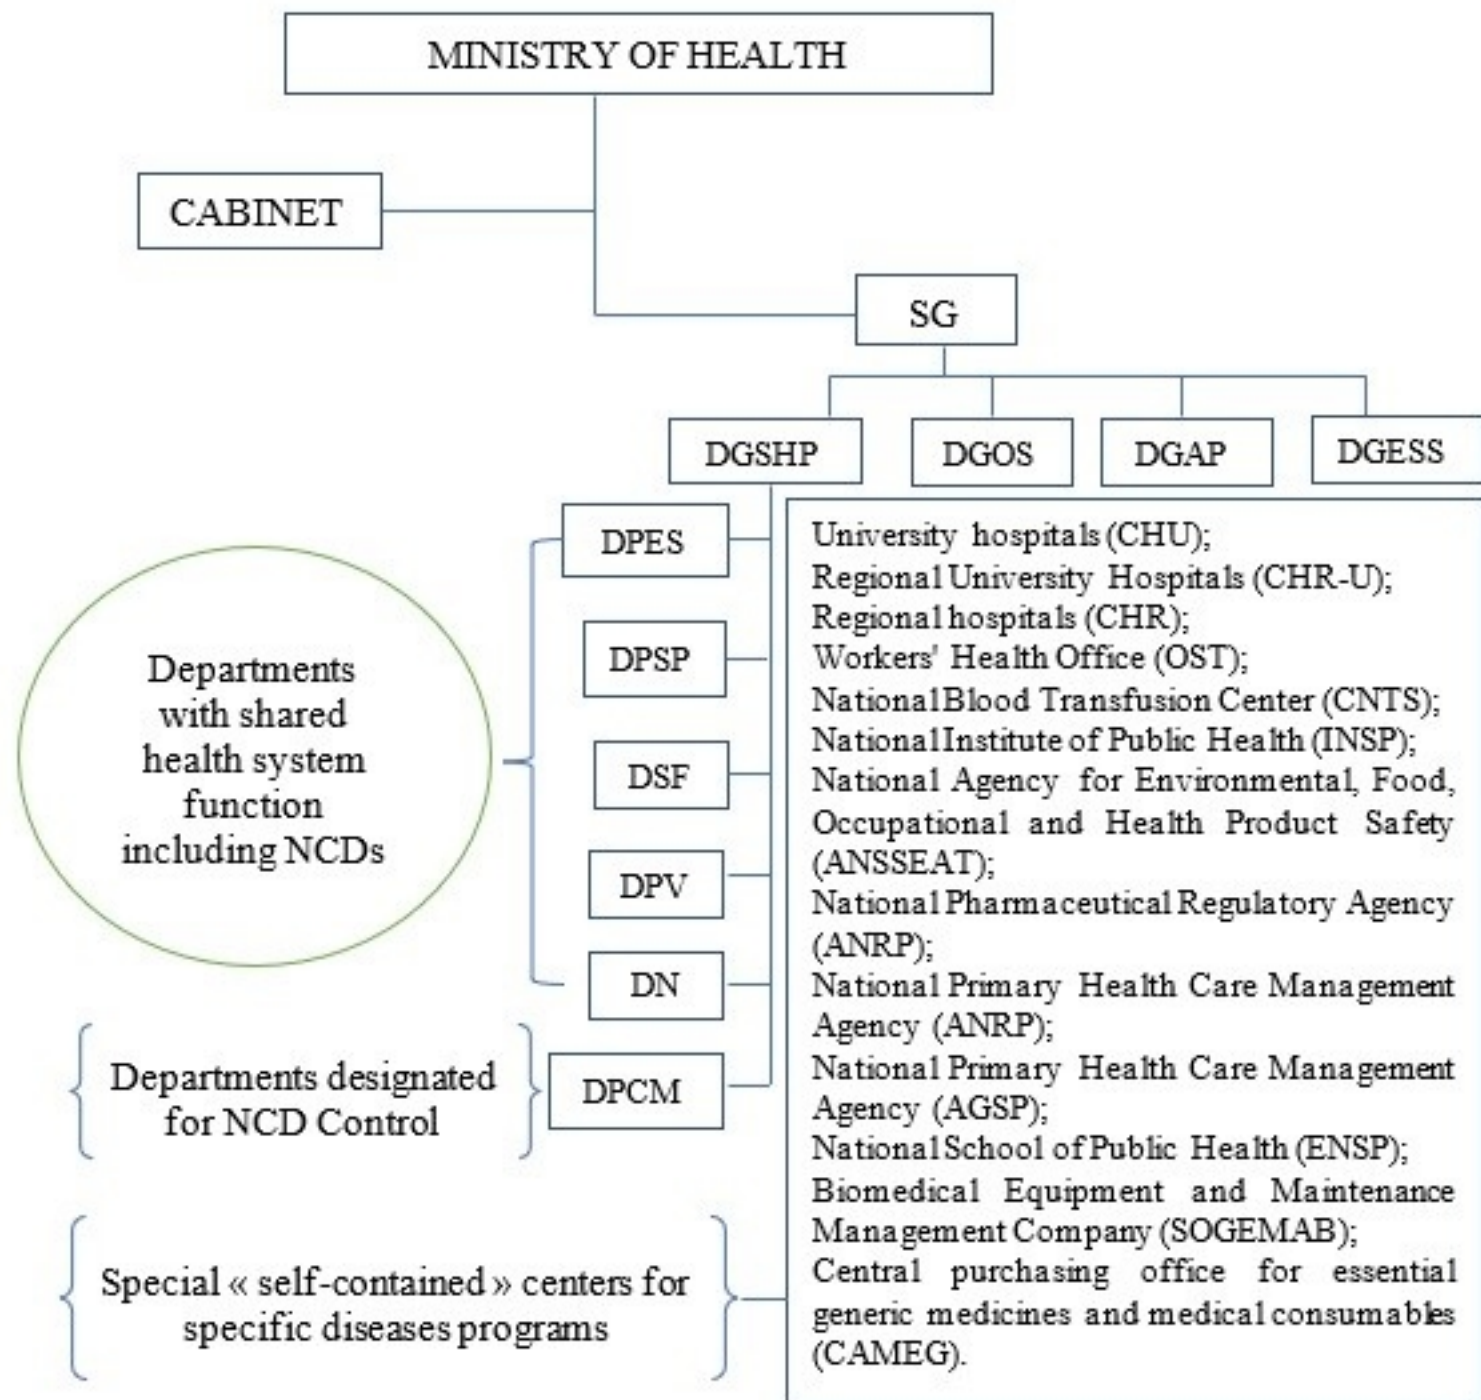 MINISTRY OF HEALTH
CABINET
SG
DGSHP
DGOS
DGAP
DGESS
DPES
DPSP
DSF
DPV
DN
DPCM
Departments
with shared
health system
function
including NCDs
Departments designated
for NCD Control
Special « self-contained » centers for
specific diseases programs
University hospitals (CHU);
Regional University Hospitals (CHR-U);
Regional hospitals (CHR);
Workers' Health Office (OST);
National Blood Transfusion Center (CNTS);
National Institute of Public Health (INSP);
National Agency for Environmental, Food,
Occupational and Health Product Safety
(ANSSEAT);
National Pharmaceutical Regulatory Agency
(ANRP);
National Primary Health Care Management
Agency (ANRP);
National Primary Health Care Management
Agency (AGSP);
National School of Public Health (ENSP);
Biomedical Equipment and Maintenance
Management Company (SOGEMAB);
Central purchasing office for essential
generic medicines and medical consumables
(CAMEG).